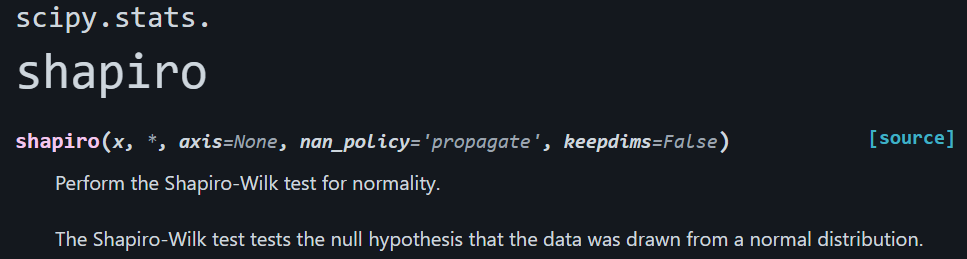 scipy.stats.
shapiro
shapiro(x, *, axis=None, nan_policy='propagate', keepdims=False) [source]
Perform the Shapiro-Wilk test for normality.
The Shapiro-Wilk test tests the null hypothesis that the data was drawn from a normal distribution.